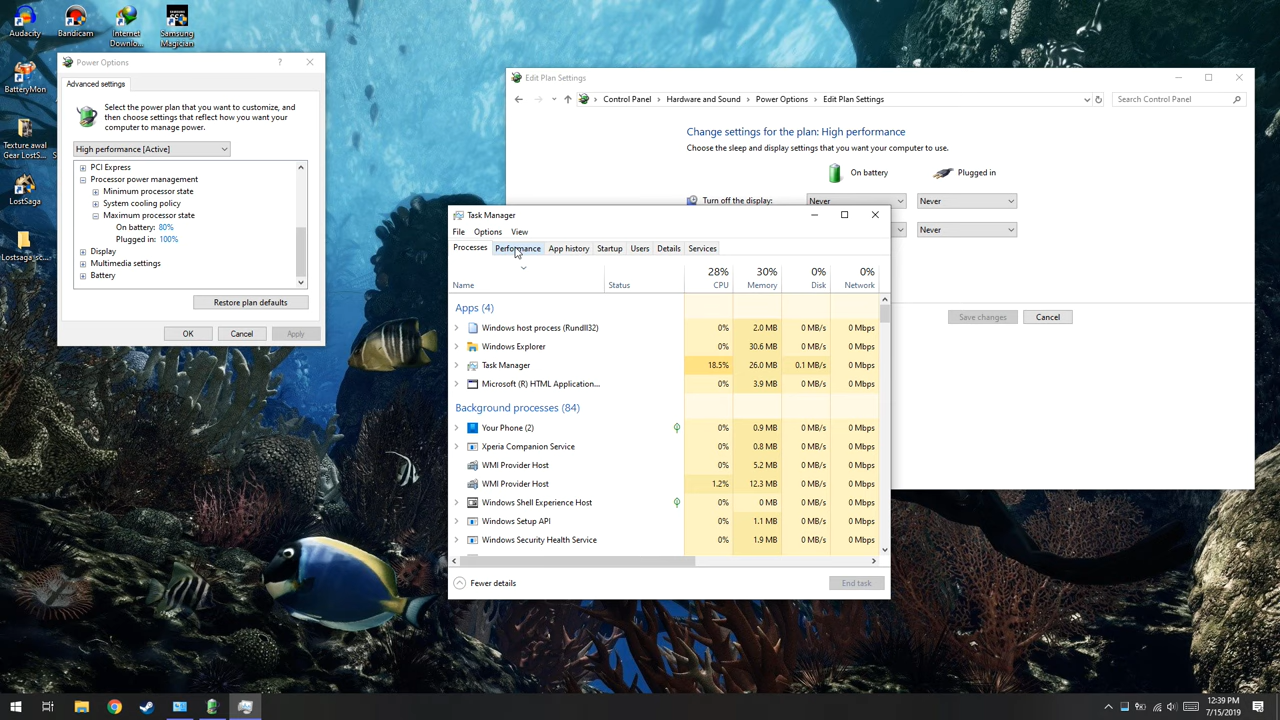 Audacity
Bandicam
Internet
Downlo...
Samsung
Magician
BatteryMon
Texture awal
Gear LostS...
LostSaga
Lostsaga_sc...
Power Options
Advanced settings
Select the power plan that you want to customize, and
then choose settings that reflect how you want your
computer to manage power.
High performance [Active]
PCI Express
Processor power management
Minimum processor state
System cooling policy
Maximum processor state
On battery: 80%
Plugged in: 100%
Display
Multimedia settings
Battery
Restore plan defaults
OK
Cancel
Apply
Edit Plan Settings
Control Panel
Hardware and Sound
Power Options
Edit Plan Settings
Search Control Panel
Change settings for the plan: High performance
Choose the sleep and display settings that you want your computer to use.
On battery
Plugged in
Turn off the display:
Never
Never
Never
Save changes
Cancel
Task Manager
File Options View
Processes Performance App history Startup Users Details Services
28% 30% 0% 0%
Name Status CPU Memory Disk Network
Apps (4)
Windows host process (Rundll32) 0% 2.0 MB 0 MB/s 0 Mbps
Windows Explorer 0% 30.6 MB 0 MB/s 0 Mbps
Task Manager 18.5% 26.0 MB 0.1 MB/s 0 Mbps
Microsoft (R) HTML Application... 0% 3.9 MB 0 MB/s 0 Mbps
Background processes (84)
Your Phone (2) 0% 0.9 MB 0 MB/s 0 Mbps
Xperia Companion Service 0% 0.8 MB 0 MB/s 0 Mbps
WMI Provider Host 0% 5.2 MB 0 MB/s 0 Mbps
WMI Provider Host 1.2% 12.3 MB 0 MB/s 0 Mbps
Windows Shell Experience Host 0% 0 MB 0 MB/s 0 Mbps
Windows Setup API 0% 1.1 MB 0 MB/s 0 Mbps
Windows Security Health Service 0% 1.9 MB 0 MB/s 0 Mbps
Fewer details
End task
12:39 PM
7/15/2019